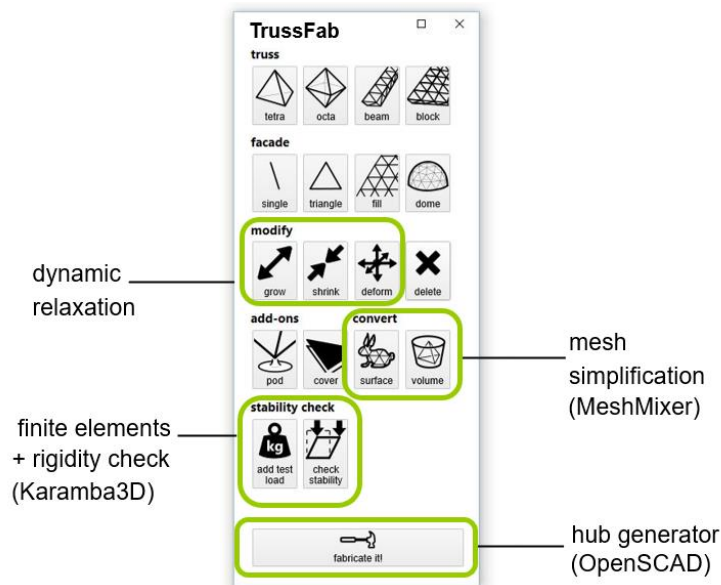 TrussFab
truss
tetra octa beam block
facade
single triangle fill dome
modify
grow shrink deform delete
dynamic
relaxation
add-ons convert
pod cover surface volume
mesh
simplification
(MeshMixer)
stability check
kg
add test check
load stability
finite elements
+ rigidity check
(Karamba3D)
fabricate it!
hub generator
(OpenSCAD)